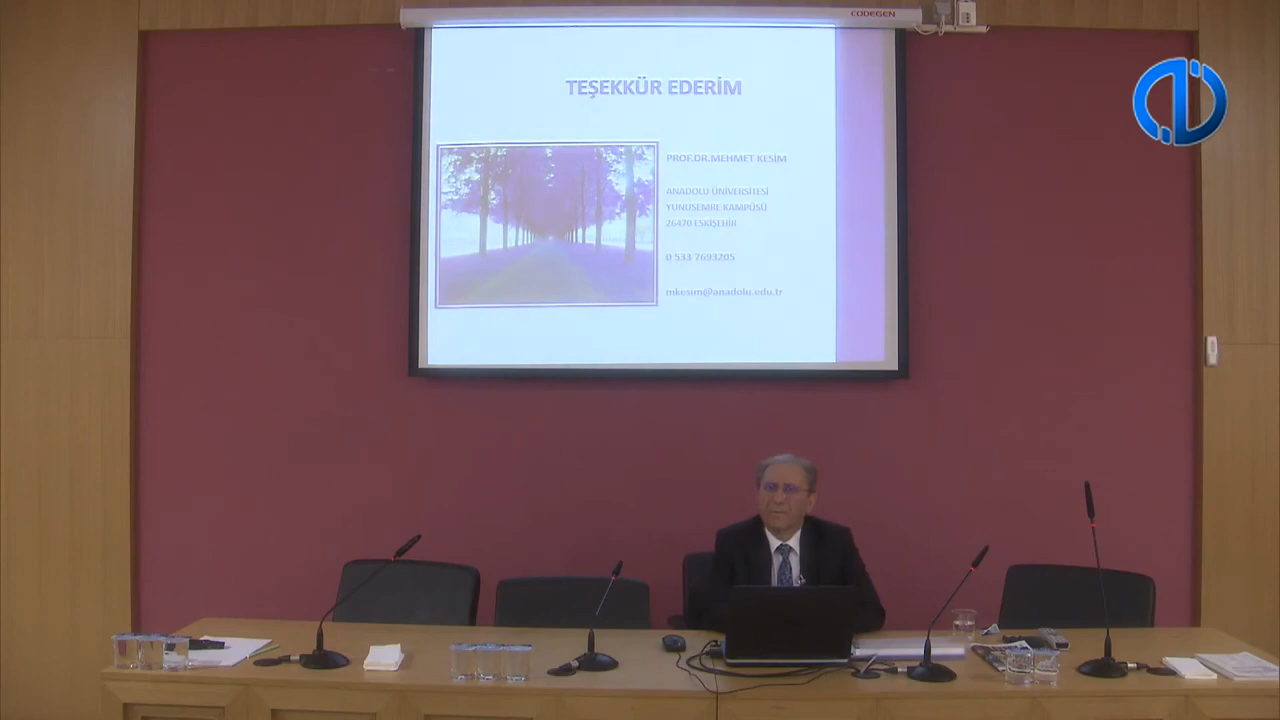 CODEGEN
TEŞEKKÜR EDERİM
PROF.DR.MEHMET KESİM
ANADOLU ÜNİVERSİTESİ
YUNUSEMRE KAMPÜSÜ
26470 ESKİŞEHİR
0 533 7693205
mkesim@anadolu.edu.tr